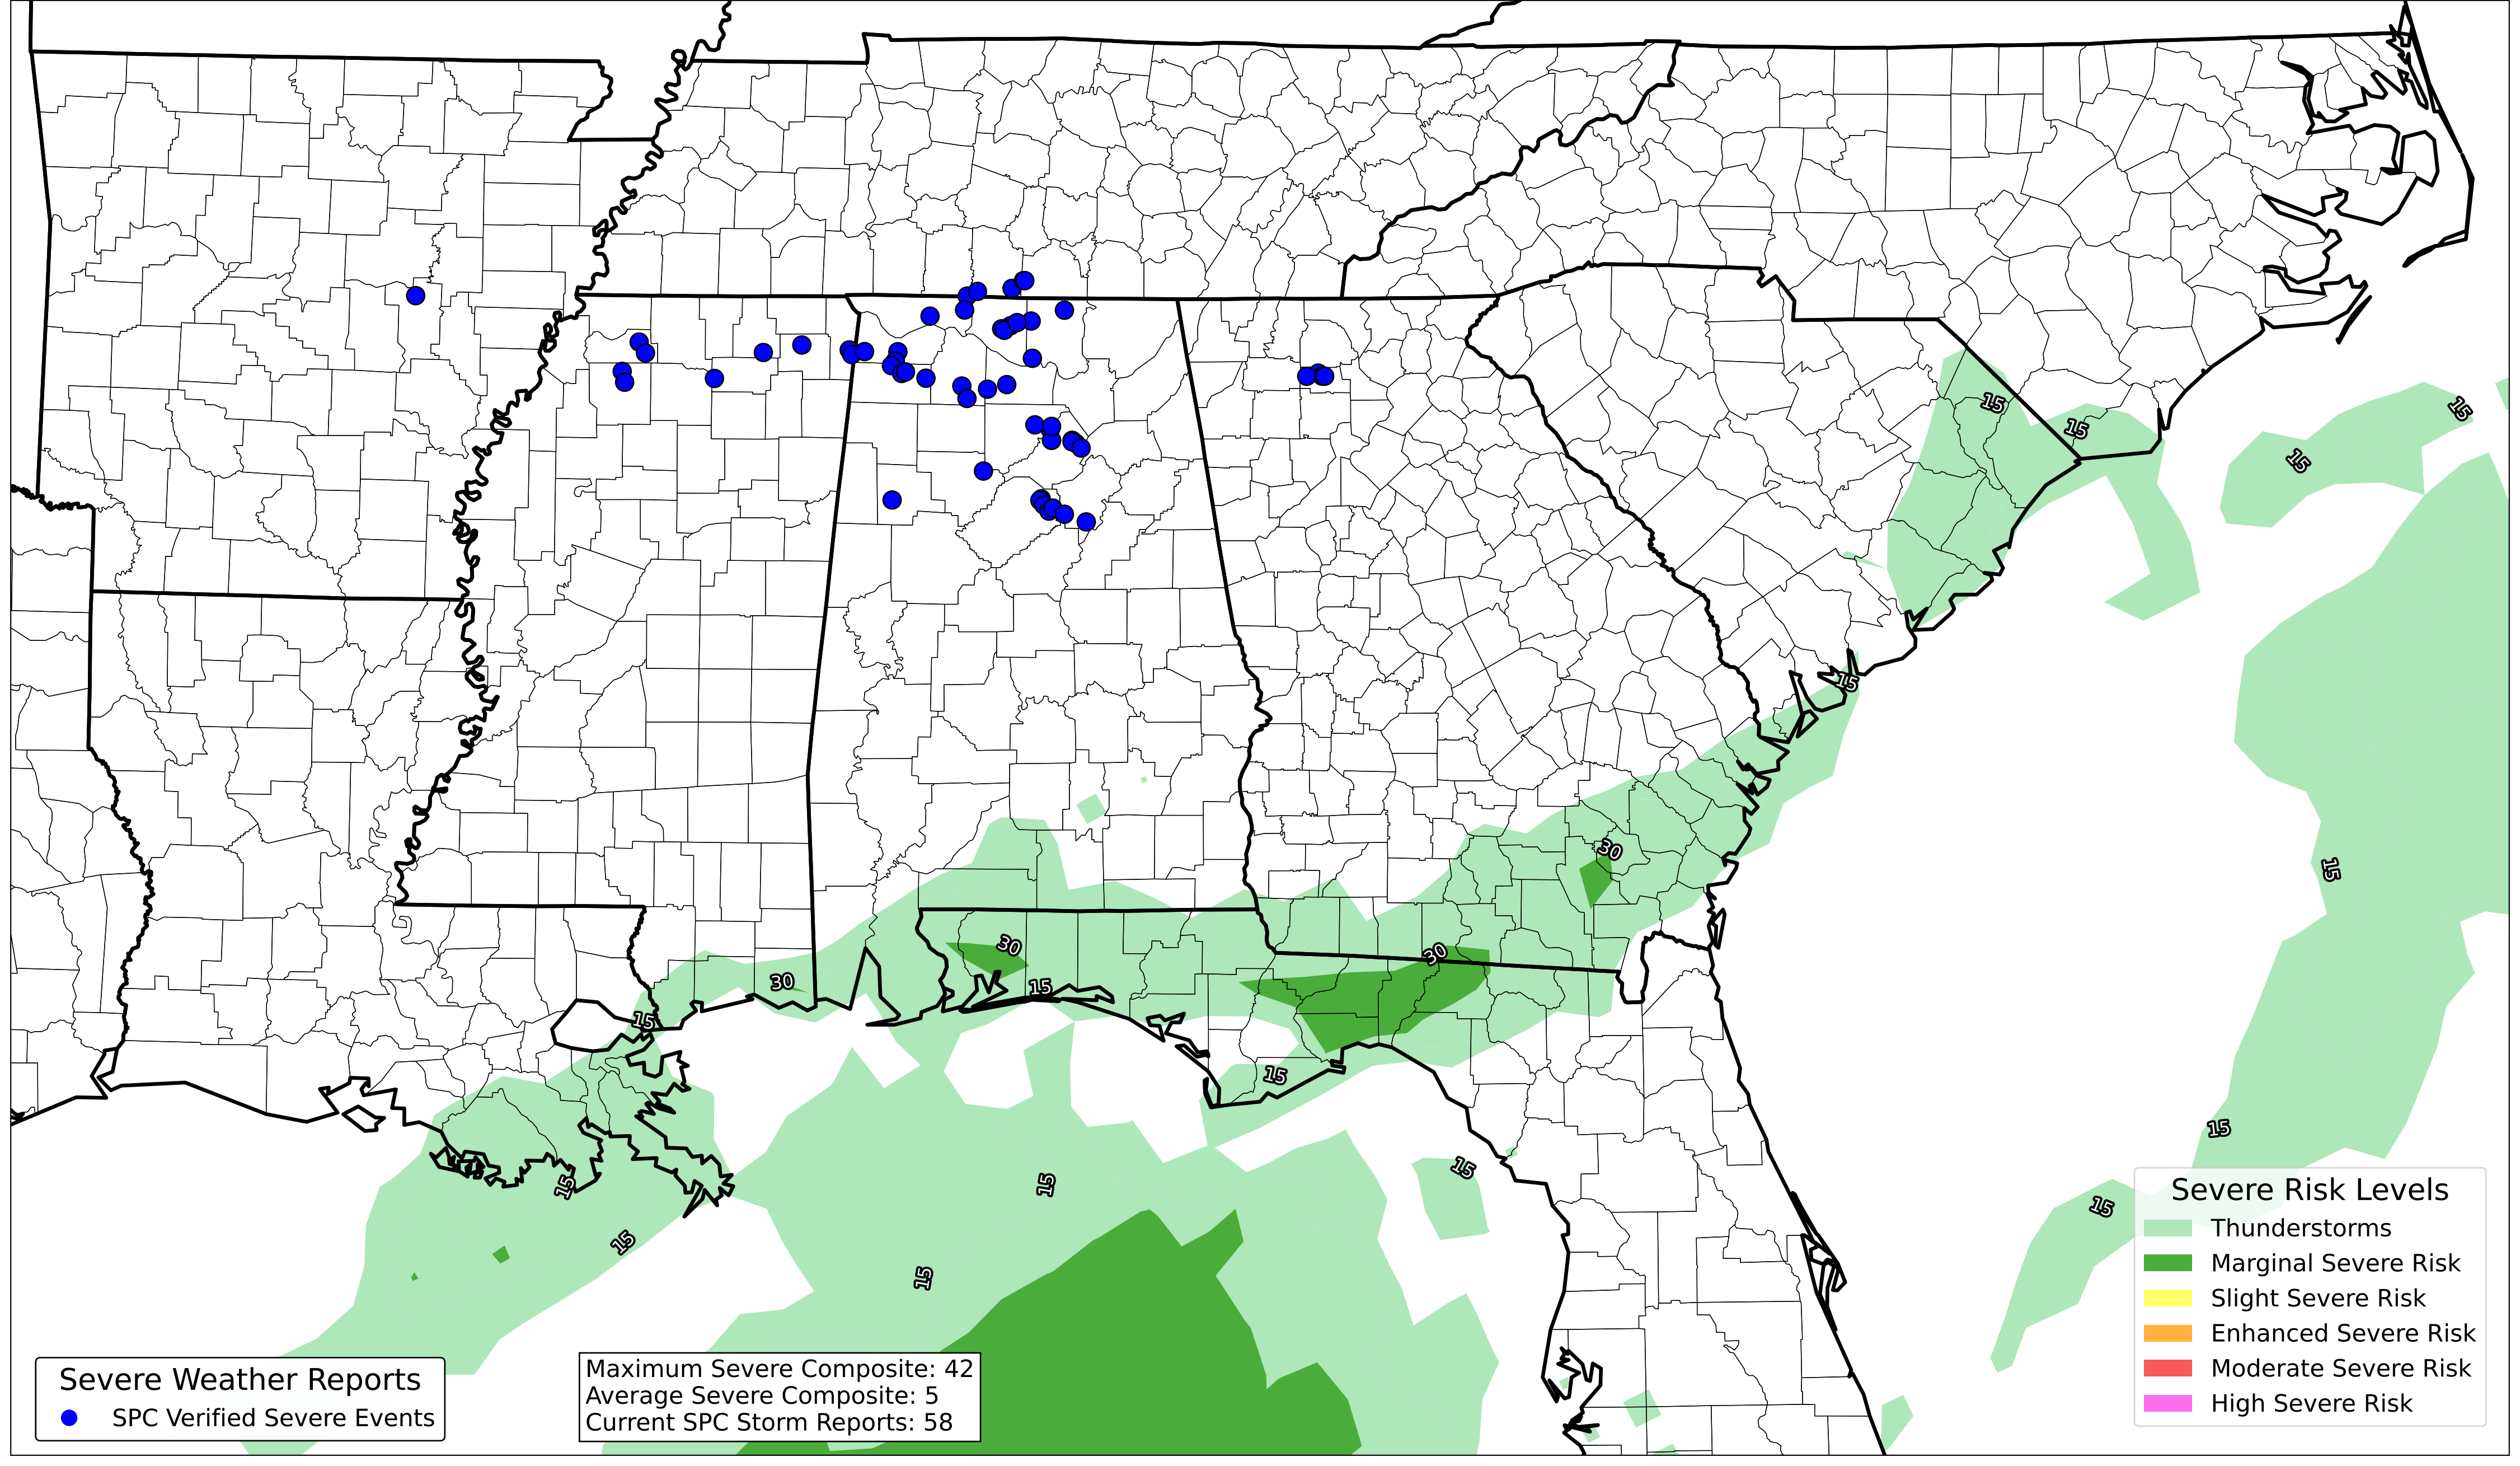 15
15
15
15
15
30
30
30
30
15
15
15
15
15
15
15
15
15
15
15
Severe Risk Levels
Thunderstorms
Marginal Severe Risk
Slight Severe Risk
Enhanced Severe Risk
Moderate Severe Risk
High Severe Risk
Severe Weather Reports
SPC Verified Severe Events
Maximum Severe Composite: 42
Average Severe Composite: 5
Current SPC Storm Reports: 58